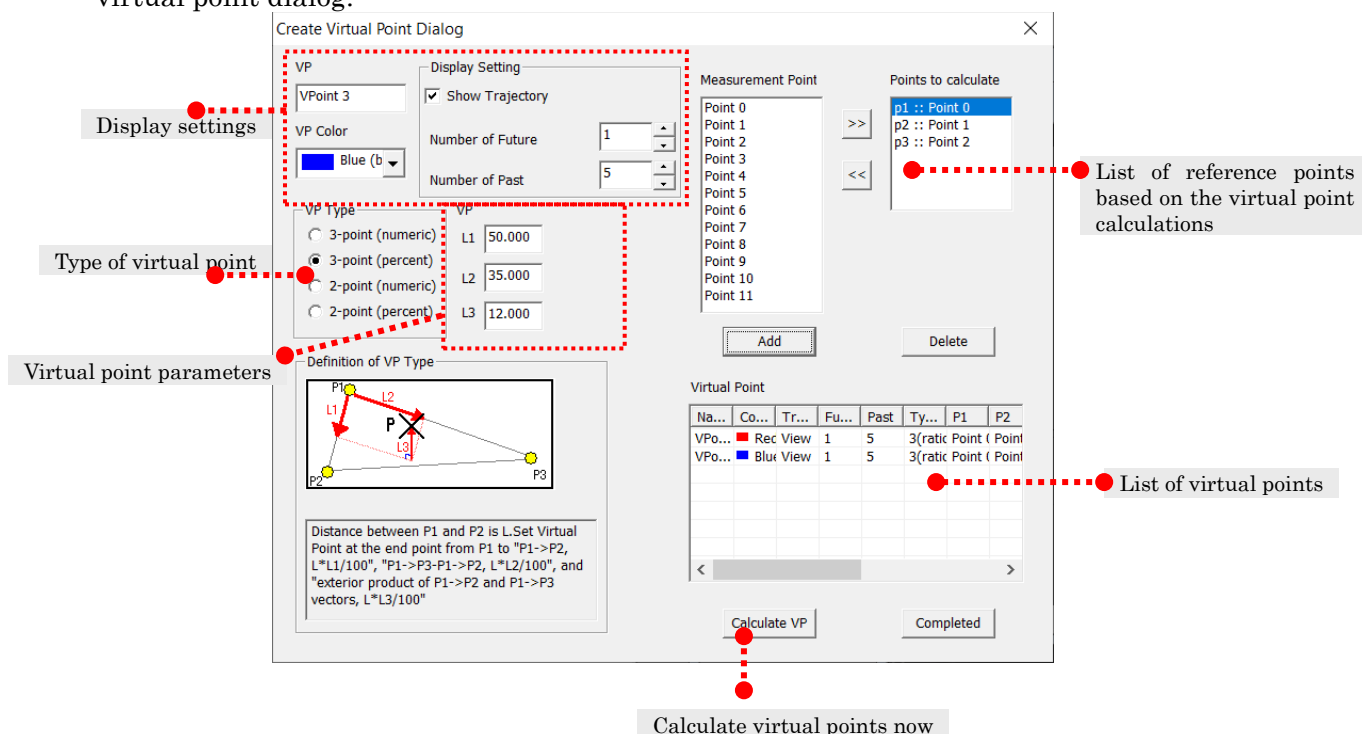 virtual point dialog.
Create Virtual Point Dialog
VP
VPoint 3
VP Color
Blue (b
Display Setting
Show Trajectory
Number of Future
1
Number of Past
5
Display settings
Measurement Point
Point 0
Point 1
Point 2
Point 3
Point 4
Point 5
Point 6
Point 7
Point 8
Point 9
Point 10
Point 11
>>
<<
Points to calculate
p1 :: Point 0
p2 :: Point 1
p3 :: Point 2
List of reference points
based on the virtual point
calculations
VP Type
3-point (numeric)
3-point (percent)
2-point (numeric)
2-point (percent)
Type of virtual point
VP
L1 50.000
L2 35.000
L3 12.000
Virtual point parameters
Add
Delete
Definition of VP Type
P1
L1
L2
P
L3
P2
P3
Distance between P1 and P2 is L.Set Virtual
Point at the end point from P1 to "P1->P2,
L*L1/100", "P1->P3-P1->P2, L*L2/100", and
"exterior product of P1->P2 and P1->P3
vectors, L*L3/100"
Virtual Point
Na... Co... Tr... Fu... Past Ty... P1 P2
VPo... Rec View 1 5 3(ratic Point ( Point
VPo... Blue View 1 5 3(ratic Point ( Point
List of virtual points
Calculate VP
Completed
Calculate virtual points now